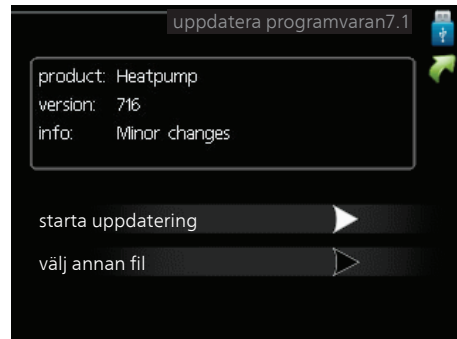 uppdatera programvaran7.1
product: Heatpump
version: 716
info: Minor changes
starta uppdatering
välj annan fil